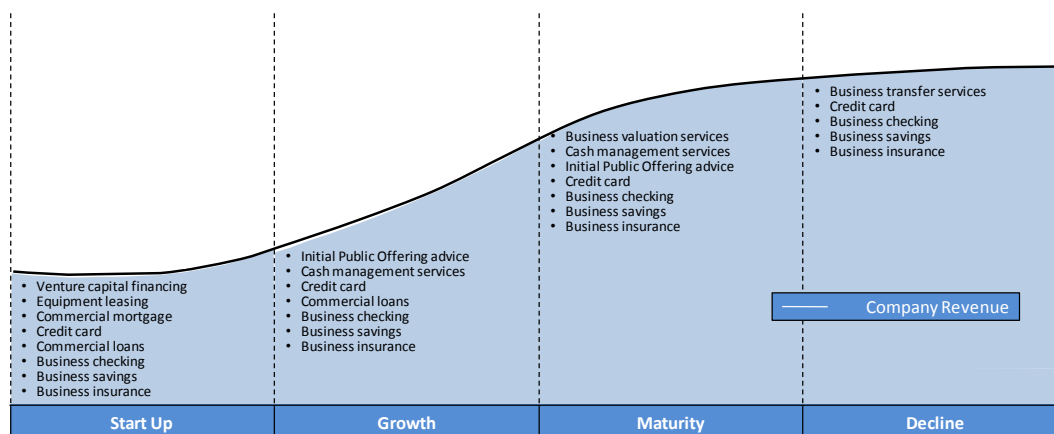 • Venture capital financing
• Equipment leasing
• Commercial mortgage
• Credit card
• Commercial loans
• Business checking
• Business savings
• Business insurance
• Initial Public Offering advice
• Cash management services
• Credit card
• Commercial loans
• Business checking
• Business savings
• Business insurance
• Business valuation services
• Cash management services
• Initial Public Offering advice
• Credit card
• Business checking
• Business savings
• Business insurance
• Business transfer services
• Credit card
• Business checking
• Business savings
• Business insurance
Company Revenue
Start Up
Growth
Maturity
Decline